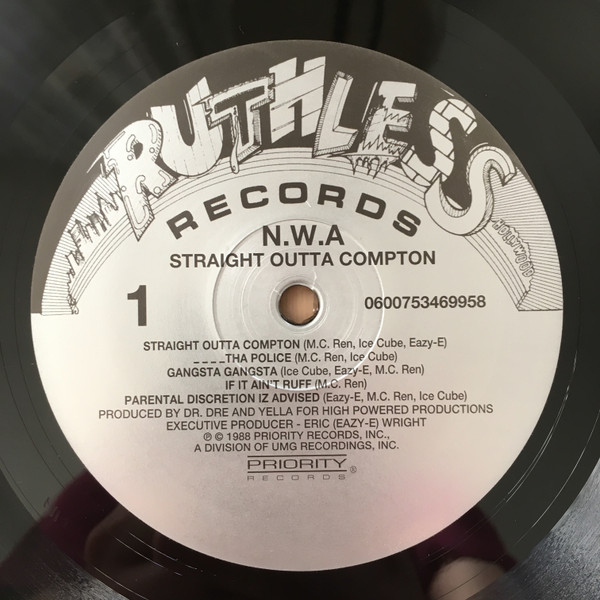 RUTHLESS
RECORDS
N.W.A
STRAIGHT OUTTA COMPTON
1
0600753469958
STRAIGHT OUTTA COMPTON (M.C. Ren, Ice Cube, Eazy-E)
____THA POLICE (M.C. Ren, Ice Cube)
GANGSTA GANGSTA (Ice Cube, Eazy-E, M.C. Ren)
IF IT AIN'T RUFF (M.C. Ren)
PARENTAL DISCRETION IZ ADVISED (Eazy-E, M.C. Ren, Ice Cube)
PRODUCED BY DR. DRE AND YELLA FOR HIGH POWERED PRODUCTIONS
EXECUTIVE PRODUCER - ERIC (EAZY-E) WRIGHT
℗ © 1988 PRIORITY RECORDS, INC.,
A DIVISION OF UMG RECORDINGS, INC.
PRIORITY ®
RECORDS